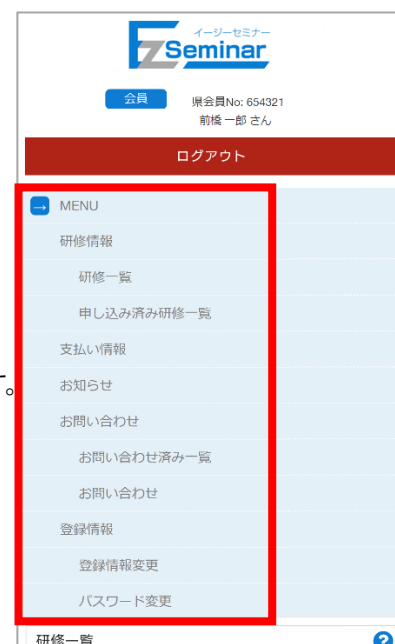 イージーセミナー
EZSeminar
会員
県会員No: 654321
前橋 一郎 さん
ログアウト
→ MENU
研修情報
研修一覧
申し込み済み研修一覧
支払い情報
す。
お知らせ
お問い合わせ
お問い合わせ済み一覧
お問い合わせ
登録情報
登録情報変更
パスワード変更
研修一覧
?